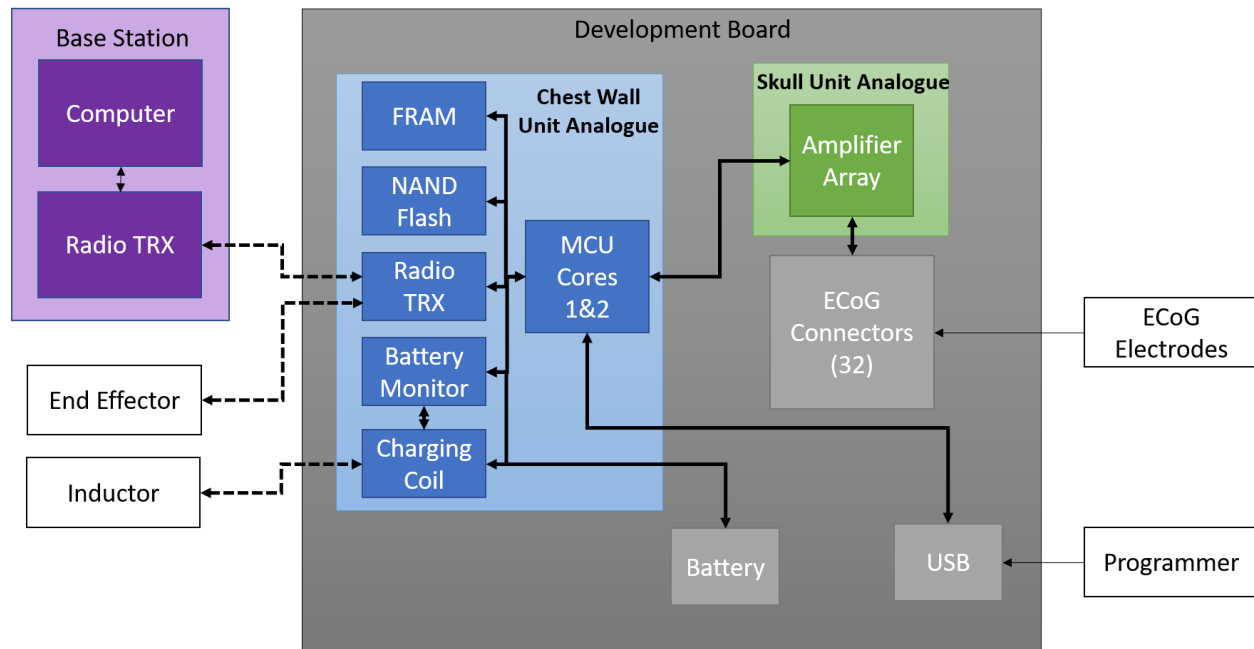 Base Station
Computer
Radio TRX
End Effector
Inductor
Development Board
Chest Wall
Unit Analogue
FRAM
NAND
Flash
Radio
TRX
Battery
Monitor
Charging
Coil
MCU
Cores
1&2
Skull Unit Analogue
Amplifier
Array
ECoG
Connectors
(32)
Battery
USB
ECoG
Electrodes
Programmer